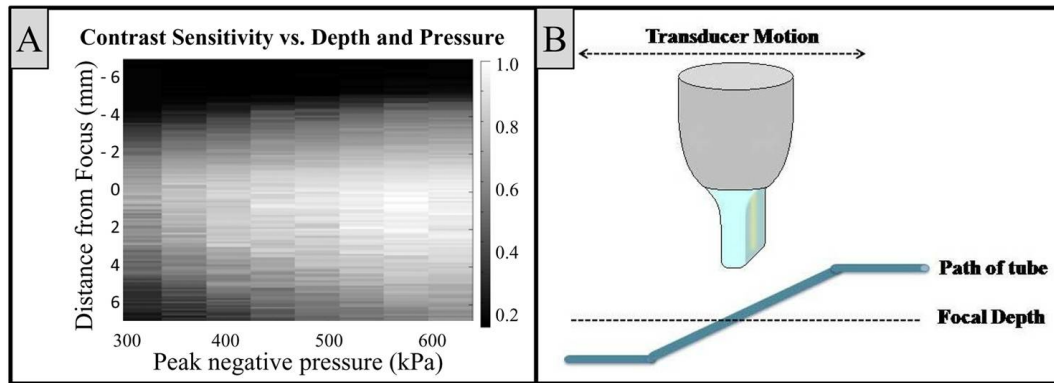 A
Contrast Sensitivity vs. Depth and Pressure
Distance from Focus (mm)
- 6
- 4
- 2
0
2
4
6
300 400 500 600
Peak negative pressure (kPa)
1.0
0.8
0.6
0.4
0.2
B
Transducer Motion
Path of tube
Focal Depth